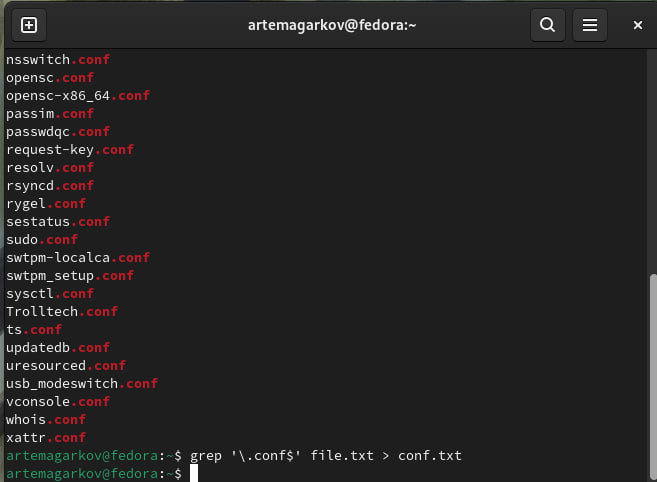 artemagarkov@fedora:~
nsswitch.conf
opensc.conf
opensc-x86_64.conf
passim.conf
passwdqc.conf
request-key.conf
resolv.conf
rsyncd.conf
rygel.conf
sestatus.conf
sudo.conf
swtpm-localca.conf
swtpm_setup.conf
sysctl.conf
Trolltech.conf
ts.conf
updatedb.conf
uresourced.conf
usb_modeswitch.conf
vconsole.conf
whois.conf
xattr.conf
artemagarkov@fedora:~$ grep '\.conf$' file.txt > conf.txt
artemagarkov@fedora:~$